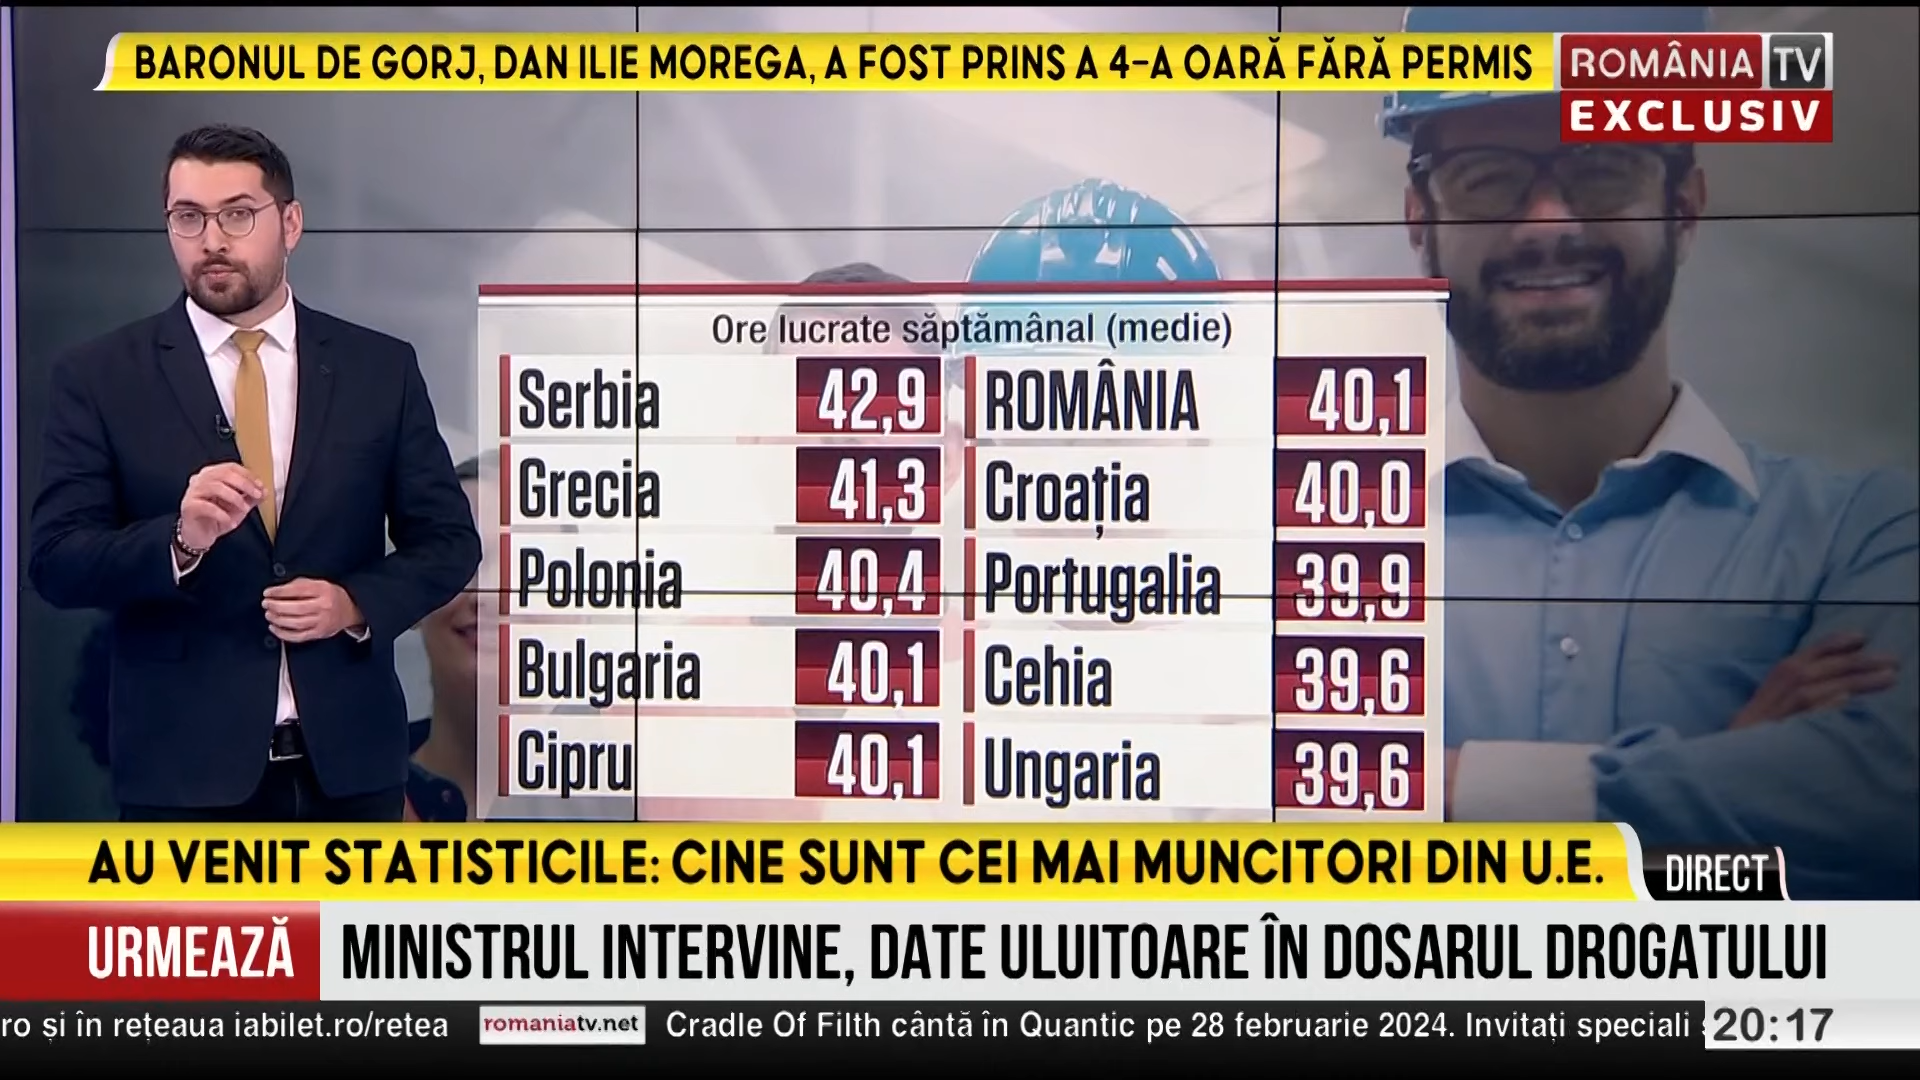 BARONUL DE GORJ, DAN ILIE MOREGA, A FOST PRINS A 4-A OARĂ FĂRĂ PERMIS
ROMÂNIA TV
EXCLUSIV
Ore lucrate săptămânal (medie)
Serbia 42,9
Grecia 41,3
Polonia 40,4
Bulgaria 40,1
Cipru 40,1
ROMÂNIA 40,1
Croația 40,0
Portugalia 39,9
Cehia 39,6
Ungaria 39,6
AU VENIT STATISTICILE: CINE SUNT CEI MAI MUNCITORI DIN U.E.
DIRECT
URMEAZĂ MINISTRUL INTERVINE, DATE ULUITOARE ÎN DOSARUL DROGATULUI
ro și în rețeaua iabilet.ro/retea romaniatv.net Cradle Of Filth cântă în Quantic pe 28 februarie 2024. Invitați speciali
20:17